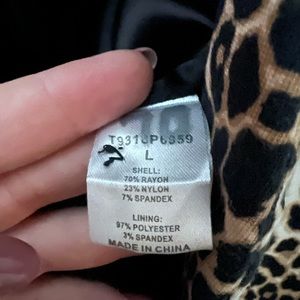 L
SHELL:
70% RAYON
23% NYLON
7% SPANDEX
LINING:
97% POLYESTER
3% SPANDEX
MADE IN CHINA